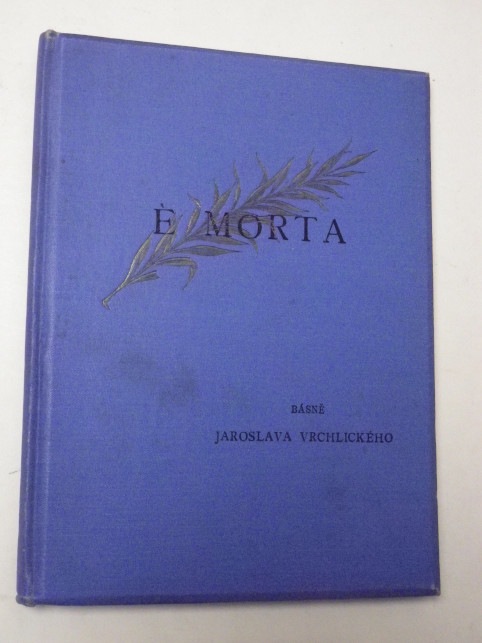 È MORTA
BÁSNĚ
JAROSLAVA VRCHLICKÉHO